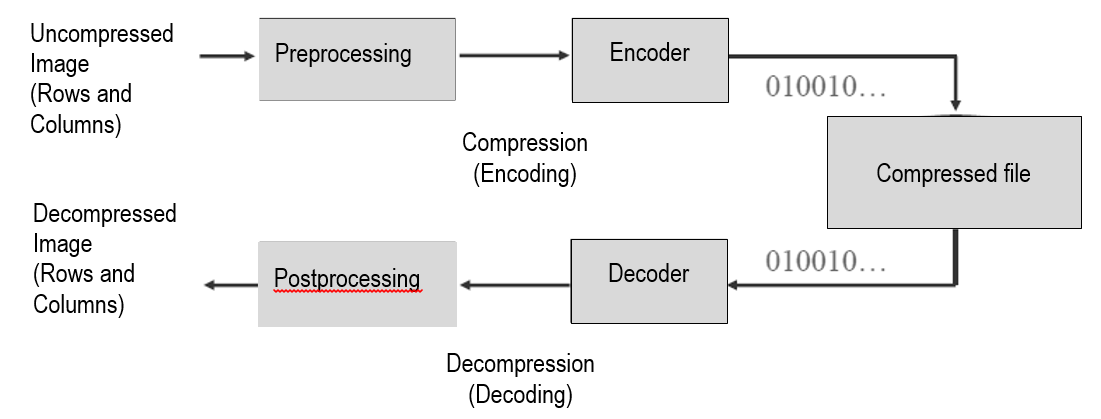 Uncompressed
Image
(Rows and
Columns)
Preprocessing
Encoder
010010...
Compression
(Encoding)
Compressed file
Decompressed
Image
(Rows and
Columns)
Postprocessing
Decoder
010010...
Decompression
(Decoding)